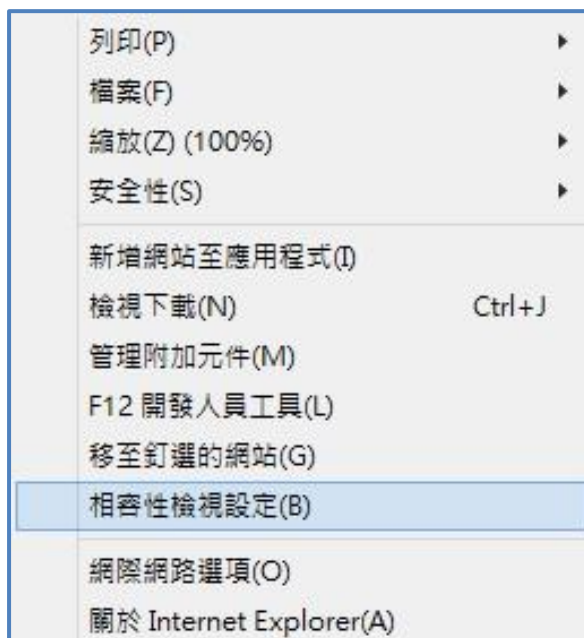 列印(P)
檔案(F)
縮放(Z) (100%)
安全性(S)
新增網站至應用程式(I)
檢視下載(N) Ctrl+J
管理附加元件(M)
F12 開發人員工具(L)
移至釘選的網站(G)
相容性檢視設定(B)
網際網路選項(O)
關於 Internet Explorer(A)